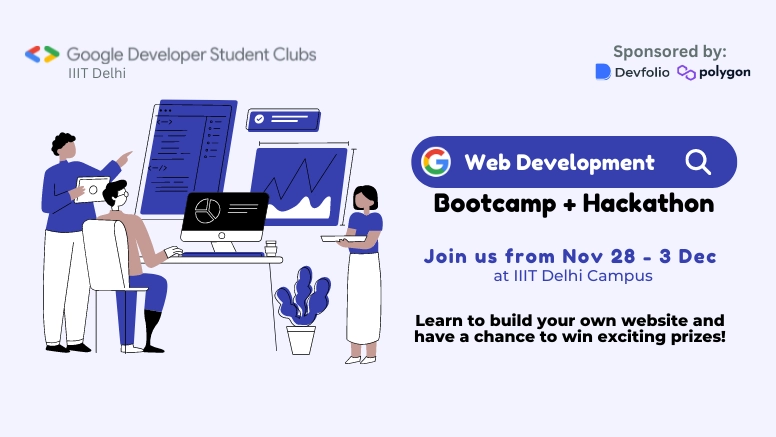 Google Developer Student Clubs
IIIT Delhi
Sponsored by:
Devfolio polygon
G Web Development
Bootcamp + Hackathon
Join us from Nov 28 - 3 Dec
at IIIT Delhi Campus
Learn to build your own website and
have a chance to win exciting prizes!